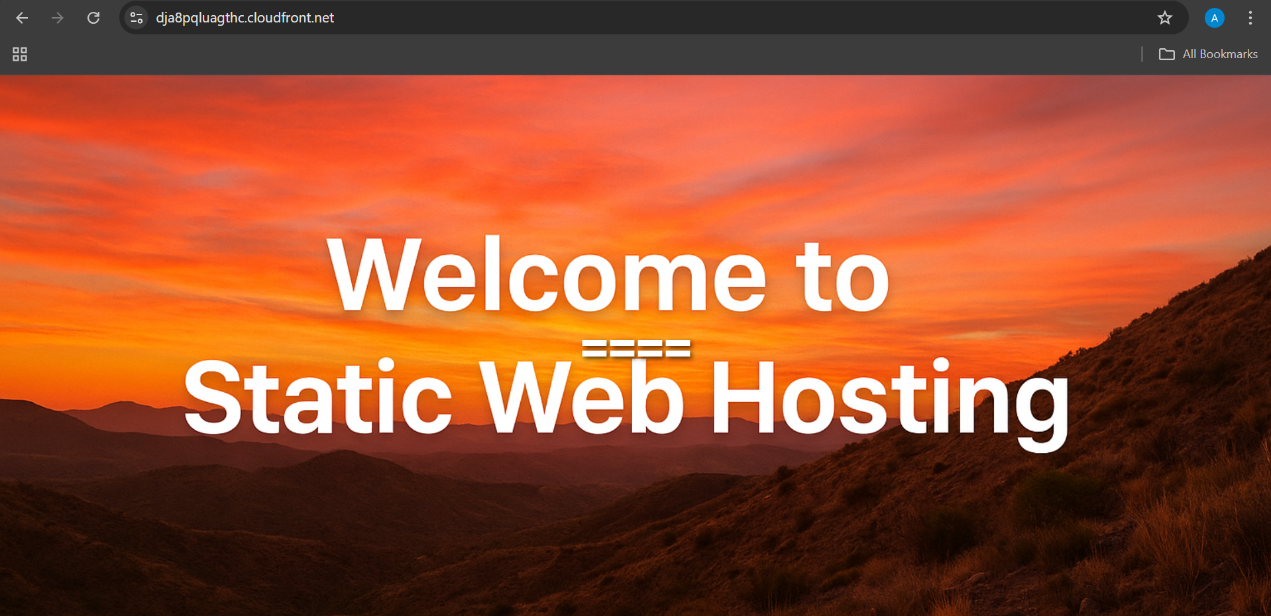 dja8pqluagthc.cloudfront.net
A
All Bookmarks
Welcome to
====
Static Web Hosting